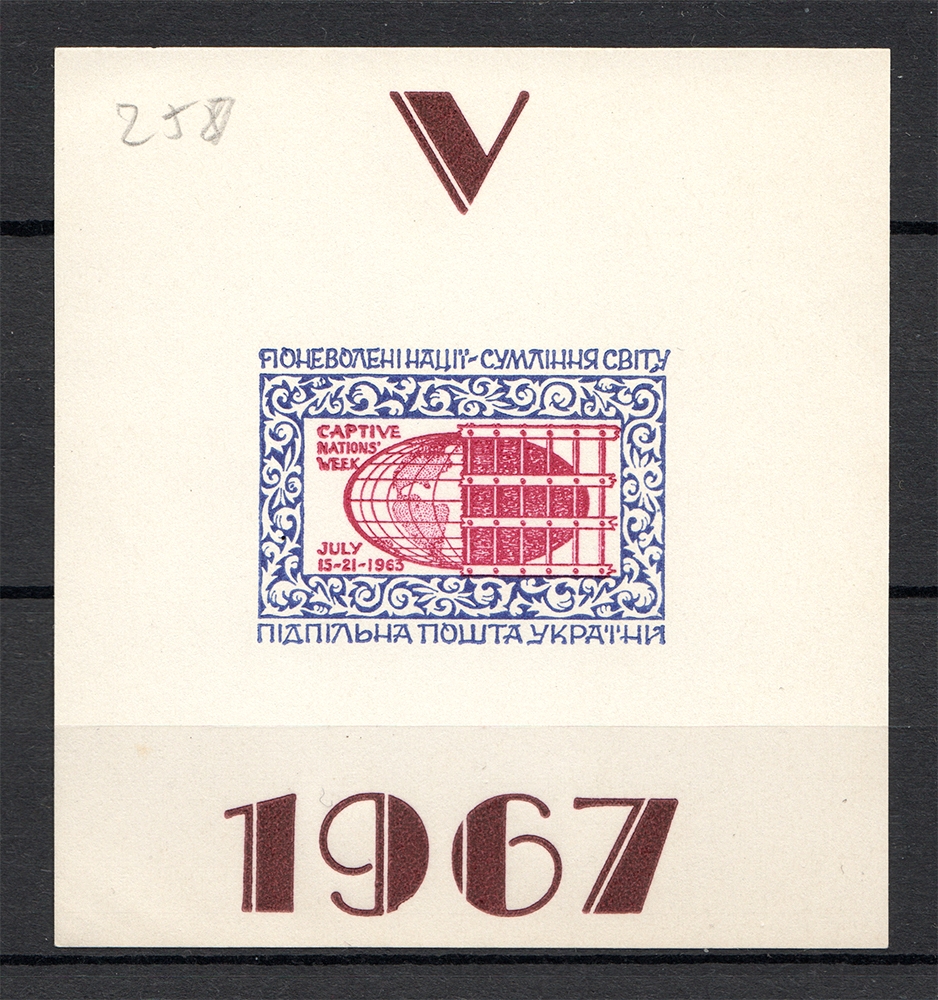 258
V
ПОНЕВОЛЕНІ НАЦІЇ - СУМЛІННЯ СВІТУ
CAPTIVE
NATIONS'
WEEK
JULY
15-21-1963
ПІДПІЛЬНА ПОШТА УКРАЇНИ
1967